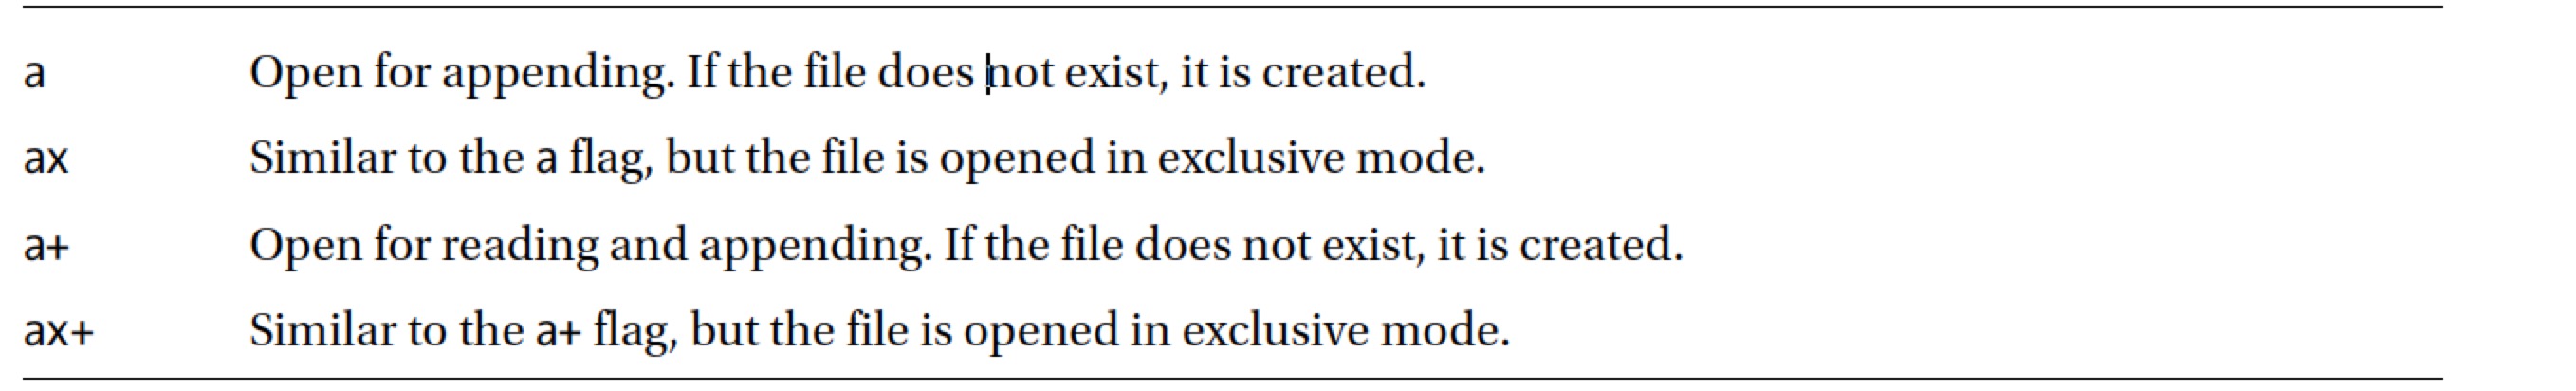 a Open for appending. If the file does not exist, it is created.
ax Similar to the a flag, but the file is opened in exclusive mode.
a+ Open for reading and appending. If the file does not exist, it is created.
ax+ Similar to the a+ flag, but the file is opened in exclusive mode.